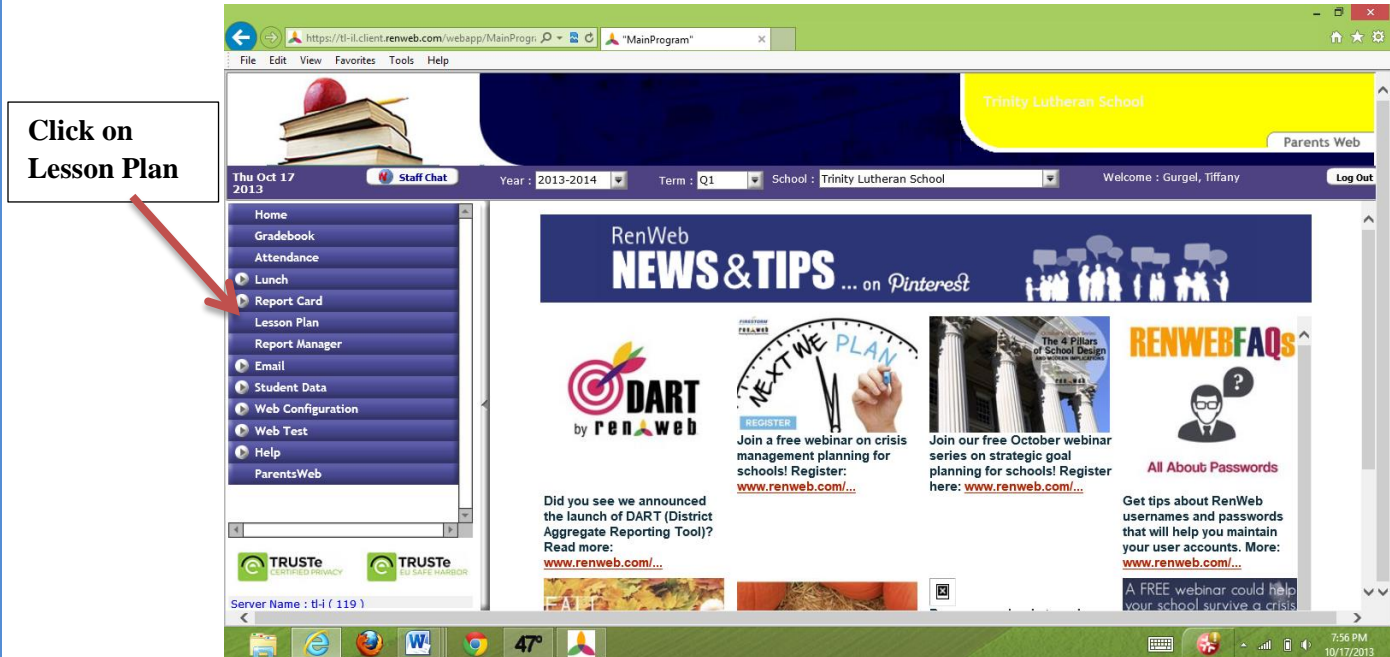 Click on
Lesson Plan
https://tl-il.client.renweb.com/webapp/MainProgr
"MainProgram"
File Edit View Favorites Tools Help
Trinity Lutheran School
Parents Web
Thu Oct 17
2013
Staff Chat
Year : 2013-2014
Term : Q1
School : Trinity Lutheran School
Welcome : Gurgel, Tiffany
Log Out
Home
Gradebook
Attendance
Lunch
Report Card
Lesson Plan
Report Manager
Email
Student Data
Web Configuration
Web Test
Help
ParentsWeb
TRUSTe
CERTIFIED PRIVACY
TRUSTe
EU SAFE HARBOR
Server Name : tl-i ( 119 )
RenWeb
NEWS & TIPS ... on Pinterest
DART
by renweb
Did you see we announced
the launch of DART (District
Aggregate Reporting Tool)?
Read more:
www.renweb.com/...
renweb
NEXT WE PLAN
REGISTER
Join a free webinar on crisis
management planning for
schools! Register:
www.renweb.com/...
The 4 Pillars
of School Design
Join our free October webinar
series on strategic goal
planning for schools! Register
here: www.renweb.com/...
RENWEBFAQs
?
All About Passwords
Get tips about RenWeb
usernames and passwords
that will help you maintain
your user accounts. More:
www.renweb.com/...
FALL
A FREE webinar could help
your school survive a crisis
47°
7:56 PM
10/17/2013